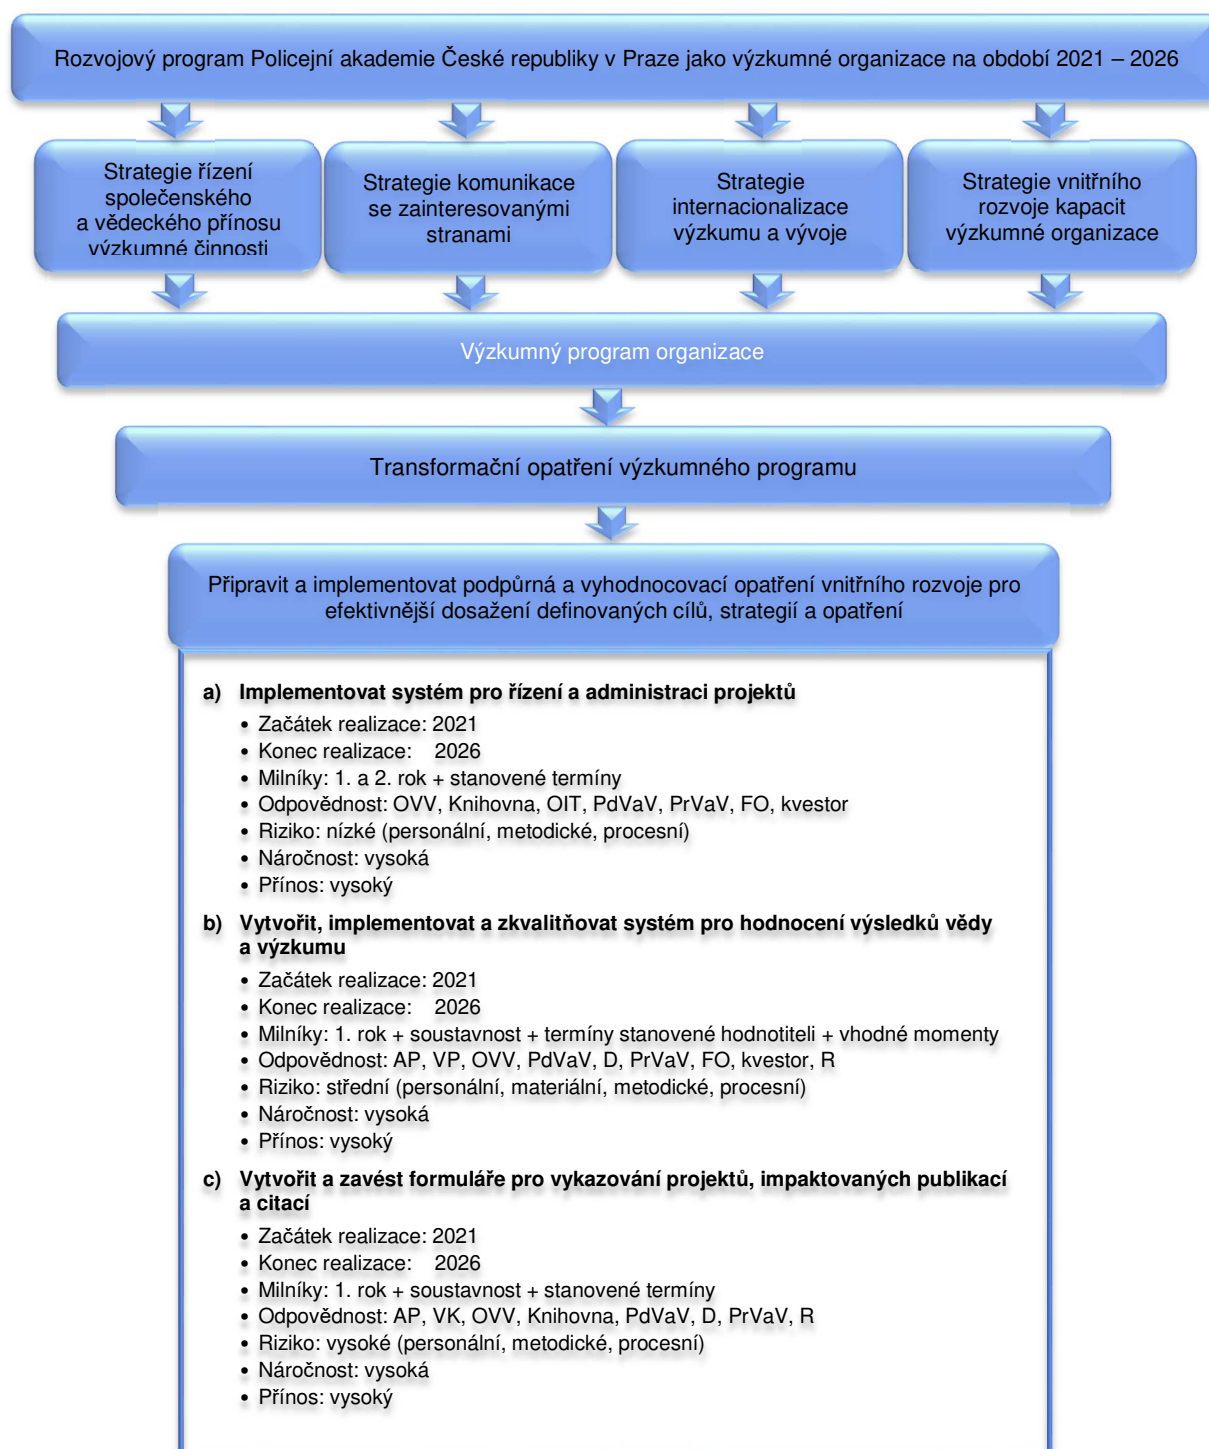 Rozvojový program Policejní akademie České republiky v Praze jako výzkumné organizace na období 2021 – 2026
Strategie řízení
společenského
a vědeckého přínosu
výzkumné činnosti
Strategie komunikace
se zainteresovanými
stranami
Strategie
internacionalizace
výzkumu a vývoje
Strategie vnitřního
rozvoje kapacit
výzkumné organizace
Výzkumný program organizace
Transformační opatření výzkumného programu
Připravit a implementovat podpůrná a vyhodnocovací opatření vnitřního rozvoje pro
efektivnější dosažení definovaných cílů, strategií a opatření
a) Implementovat systém pro řízení a administraci projektů
• Začátek realizace: 2021
• Konec realizace: 2026
• Milníky: 1. a 2. rok + stanovené termíny
• Odpovědnost: OVV, Knihovna, OIT, PdVaV, PrVaV, FO, kvestor
• Riziko: nízké (personální, metodické, procesní)
• Náročnost: vysoká
• Přínos: vysoký
b) Vytvořit, implementovat a zkvalitňovat systém pro hodnocení výsledků vědy
a výzkumu
• Začátek realizace: 2021
• Konec realizace: 2026
• Milníky: 1. rok + soustavnost + termíny stanovené hodnotiteli + vhodné momenty
• Odpovědnost: AP, VP, OVV, PdVaV, D, PrVaV, FO, kvestor, R
• Riziko: střední (personální, materiální, metodické, procesní)
• Náročnost: vysoká
• Přínos: vysoký
c) Vytvořit a zavést formuláře pro vykazování projektů, impaktovaných publikací
a citací
• Začátek realizace: 2021
• Konec realizace: 2026
• Milníky: 1. rok + soustavnost + stanovené termíny
• Odpovědnost: AP, VK, OVV, Knihovna, PdVaV, D, PrVaV, R
• Riziko: vysoké (personální, metodické, procesní)
• Náročnost: vysoká
• Přínos: vysoký